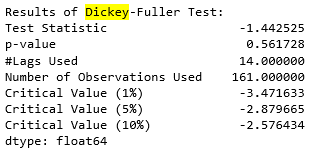 Results of Dickey-Fuller Test:
Test Statistic -1.442525
p-value 0.561728
#Lags Used 14.000000
Number of Observations Used 161.000000
Critical Value (1%) -3.471633
Critical Value (5%) -2.879665
Critical Value (10%) -2.576434
dtype: float64